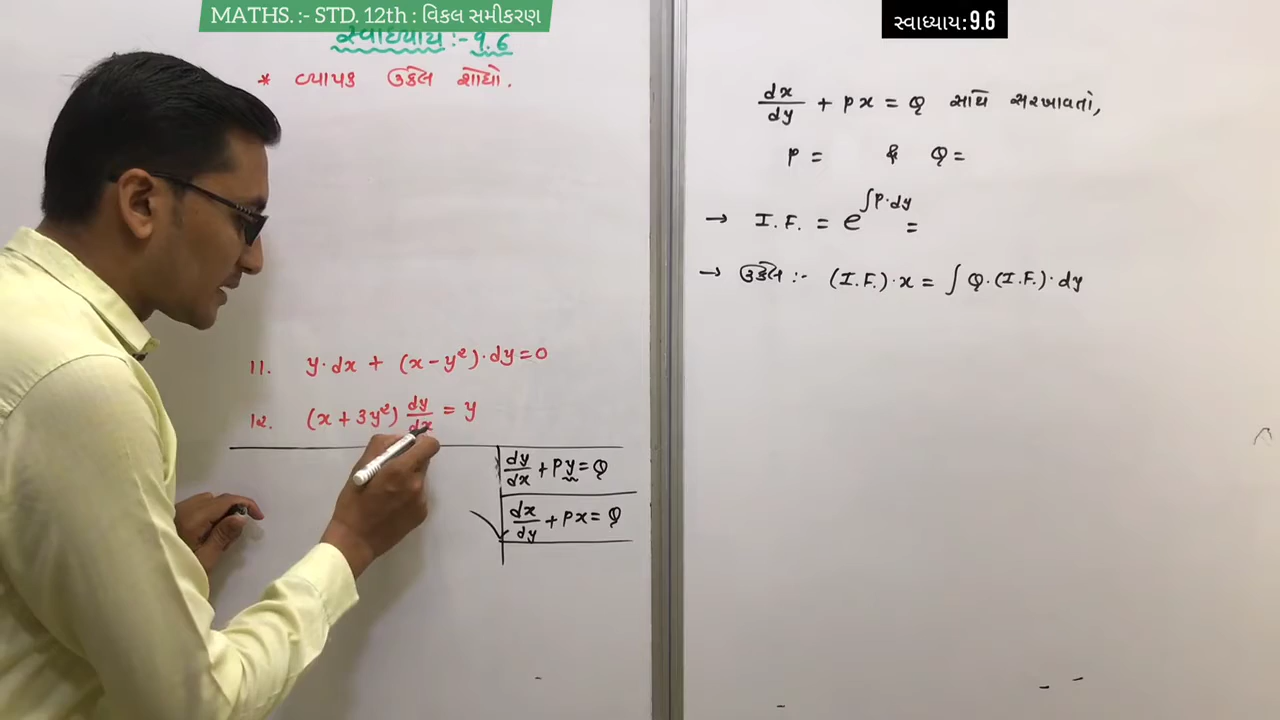 MATHS. :- STD. 12th : વિકલ સમીકરણ
સ્વાધ્યાય :- 9.6
* વ્યાપક ઉકેલ શોધો.
11. y·dx + (x-y²)·dy=0
12. (x+3y²) dy/dx = y
dy/dx + Py = Q
dx/dy + Px = Q
સ્વાધ્યાય: 9.6
dx/dy + Px = Q સાથે સરખાવતાં,
P = & Q =
→ I.F. = e^∫P·dy =
→ ઉકેલ :- (I.F.)·x = ∫ Q·(I.F.)·dy